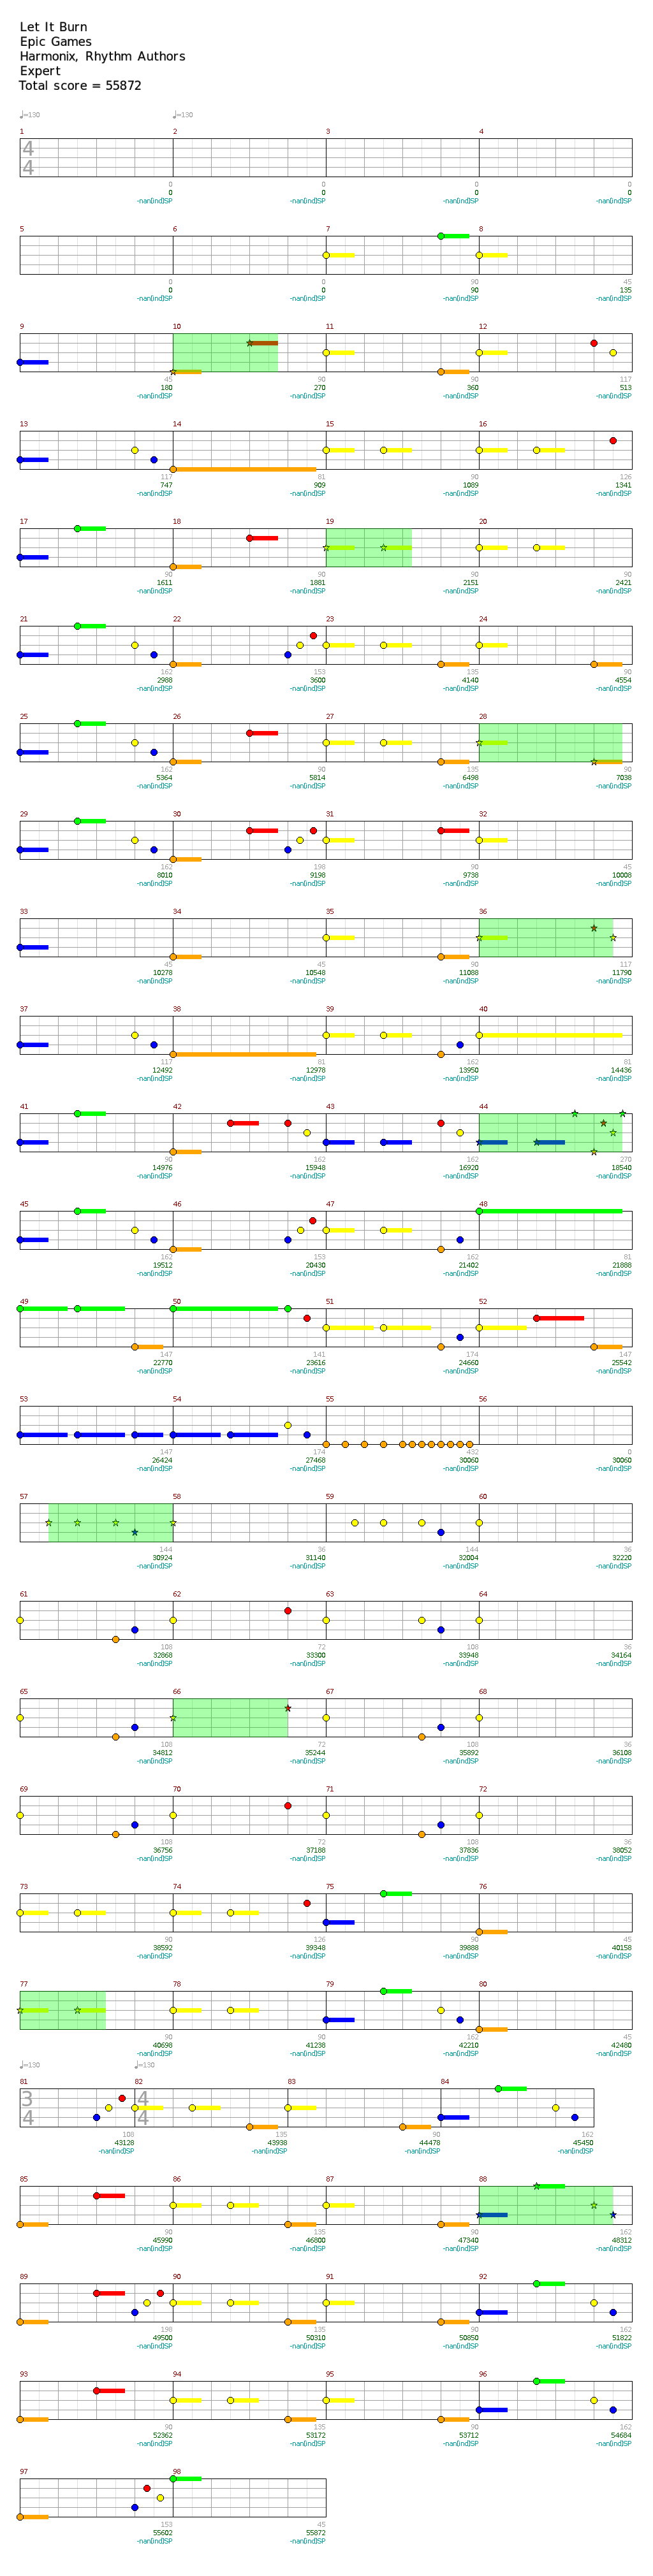 Let It Burn
Epic Games
Harmonix, Rhythm Authors
Expert
Total score = 55872
♩=130 ♩=130
1 2 3 4
4
4
0 0 0 0
0 0 0 0
-nan(ind)SP -nan(ind)SP -nan(ind)SP -nan(ind)SP
5 6 7 8
0 0 90 45
0 0 90 135
-nan(ind)SP -nan(ind)SP -nan(ind)SP -nan(ind)SP
9 10 11 12
45 90 90 117
180 270 360 513
-nan(ind)SP -nan(ind)SP -nan(ind)SP -nan(ind)SP
13 14 15 16
117 81 90 126
747 909 1089 1341
-nan(ind)SP -nan(ind)SP -nan(ind)SP -nan(ind)SP
17 18 19 20
90 90 90 90
1611 1881 2151 2421
-nan(ind)SP -nan(ind)SP -nan(ind)SP -nan(ind)SP
21 22 23 24
162 153 135 90
2988 3600 4140 4554
-nan(ind)SP -nan(ind)SP -nan(ind)SP -nan(ind)SP
25 26 27 28
162 90 135 90
5364 5814 6498 7038
-nan(ind)SP -nan(ind)SP -nan(ind)SP -nan(ind)SP
29 30 31 32
162 198 90 45
8010 9198 9738 10008
-nan(ind)SP -nan(ind)SP -nan(ind)SP -nan(ind)SP
33 34 35 36
45 45 90 117
10278 10548 11088 11790
-nan(ind)SP -nan(ind)SP -nan(ind)SP -nan(ind)SP
37 38 39 40
117 81 162 81
12492 12978 13950 14436
-nan(ind)SP -nan(ind)SP -nan(ind)SP -nan(ind)SP
41 42 43 44
90 162 162 270
14976 15948 16920 18540
-nan(ind)SP -nan(ind)SP -nan(ind)SP -nan(ind)SP
45 46 47 48
162 153 162 81
19512 20430 21402 21888
-nan(ind)SP -nan(ind)SP -nan(ind)SP -nan(ind)SP
49 50 51 52
147 141 174 147
22770 23616 24660 25542
-nan(ind)SP -nan(ind)SP -nan(ind)SP -nan(ind)SP
53 54 55 56
147 174 432 0
26424 27468 30060 30060
-nan(ind)SP -nan(ind)SP -nan(ind)SP -nan(ind)SP
57 58 59 60
144 36 144 36
30924 31140 32004 32220
-nan(ind)SP -nan(ind)SP -nan(ind)SP -nan(ind)SP
61 62 63 64
108 72 108 36
32868 33300 33948 34164
-nan(ind)SP -nan(ind)SP -nan(ind)SP -nan(ind)SP
65 66 67 68
108 72 108 36
34812 35244 35892 36108
-nan(ind)SP -nan(ind)SP -nan(ind)SP -nan(ind)SP
69 70 71 72
108 72 108 36
36756 37188 37836 38052
-nan(ind)SP -nan(ind)SP -nan(ind)SP -nan(ind)SP
73 74 75 76
90 126 90 45
38592 39348 39888 40158
-nan(ind)SP -nan(ind)SP -nan(ind)SP -nan(ind)SP
77 78 79 80
90 90 162 45
40698 41238 42210 42480
-nan(ind)SP -nan(ind)SP -nan(ind)SP -nan(ind)SP
♩=130 ♩=130
81 82 83 84
3 4
4 4
108 135 90 162
43128 43938 44478 45450
-nan(ind)SP -nan(ind)SP -nan(ind)SP -nan(ind)SP
85 86 87 88
90 135 90 162
45990 46800 47340 48312
-nan(ind)SP -nan(ind)SP -nan(ind)SP -nan(ind)SP
89 90 91 92
198 135 90 162
49500 50310 50850 51822
-nan(ind)SP -nan(ind)SP -nan(ind)SP -nan(ind)SP
93 94 95 96
90 135 90 162
52362 53172 53712 54684
-nan(ind)SP -nan(ind)SP -nan(ind)SP -nan(ind)SP
97 98
153 45
55602 55872
-nan(ind)SP -nan(ind)SP